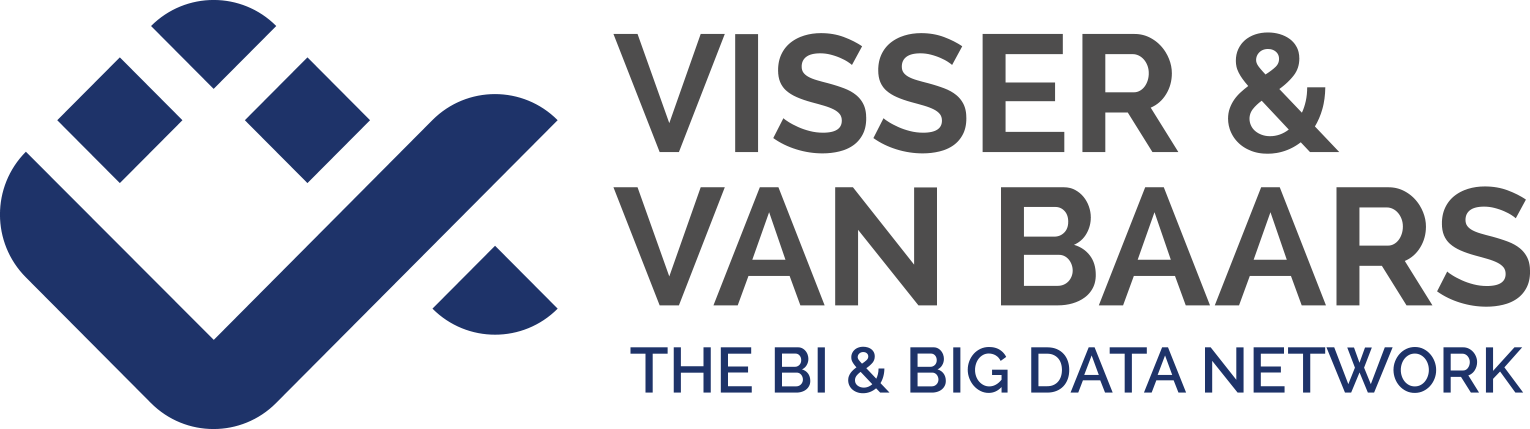 VISSER &
VAN BAARS
THE BI & BIG DATA NETWORK